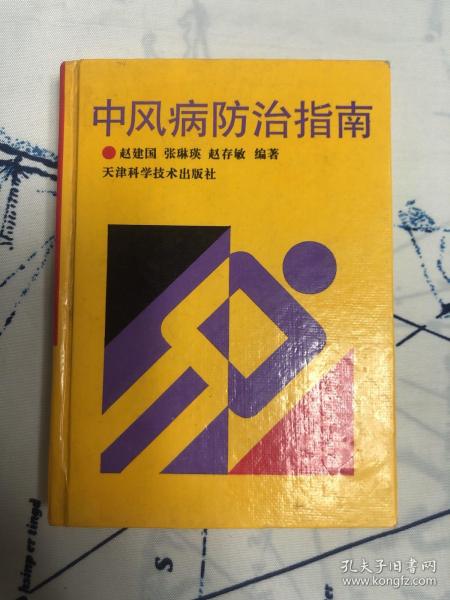 中风病防治指南
●赵建国 张琳瑛 赵存敏 编著
天津科学技术出版社
S
孔夫子旧书网
www.kongfz.com